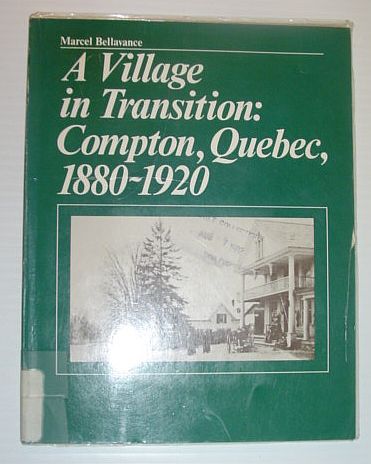 Marcel Bellavance
A Village
in Transition:
Compton, Quebec,
1880-1920